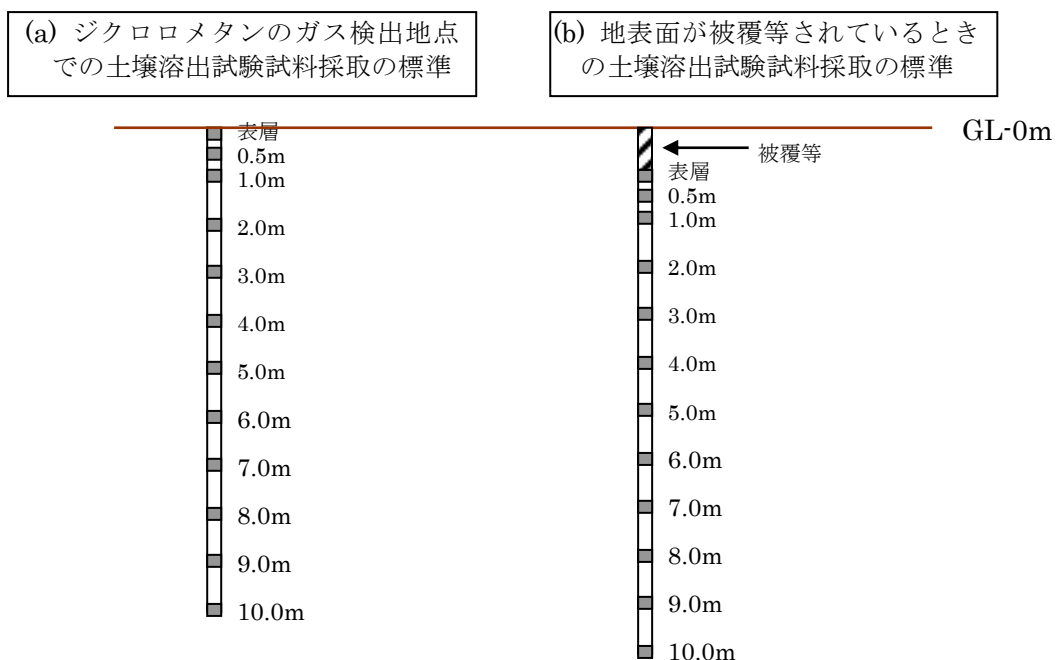 (a) ジクロロメタンのガス検出地点
での土壌溶出試験試料採取の標準
(b) 地表面が被覆等されているとき
の土壌溶出試験試料採取の標準
GL-0m
表層
0.5m
1.0m
2.0m
3.0m
4.0m
5.0m
6.0m
7.0m
8.0m
9.0m
10.0m
被覆等
表層
0.5m
1.0m
2.0m
3.0m
4.0m
5.0m
6.0m
7.0m
8.0m
9.0m
10.0m